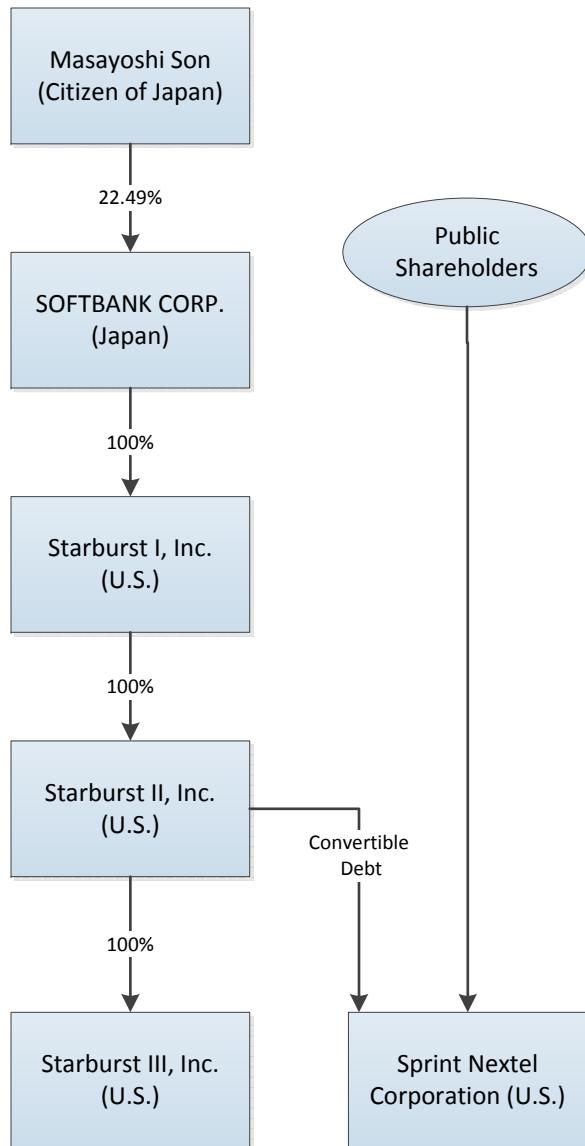 Masayoshi Son
(Citizen of Japan)
22.49%
Public
Shareholders
SOFTBANK CORP.
(Japan)
100%
Starburst I, Inc.
(U.S.)
100%
Starburst II, Inc.
(U.S.)
Convertible
Debt
100%
Starburst III, Inc.
(U.S.)
Sprint Nextel
Corporation (U.S.)